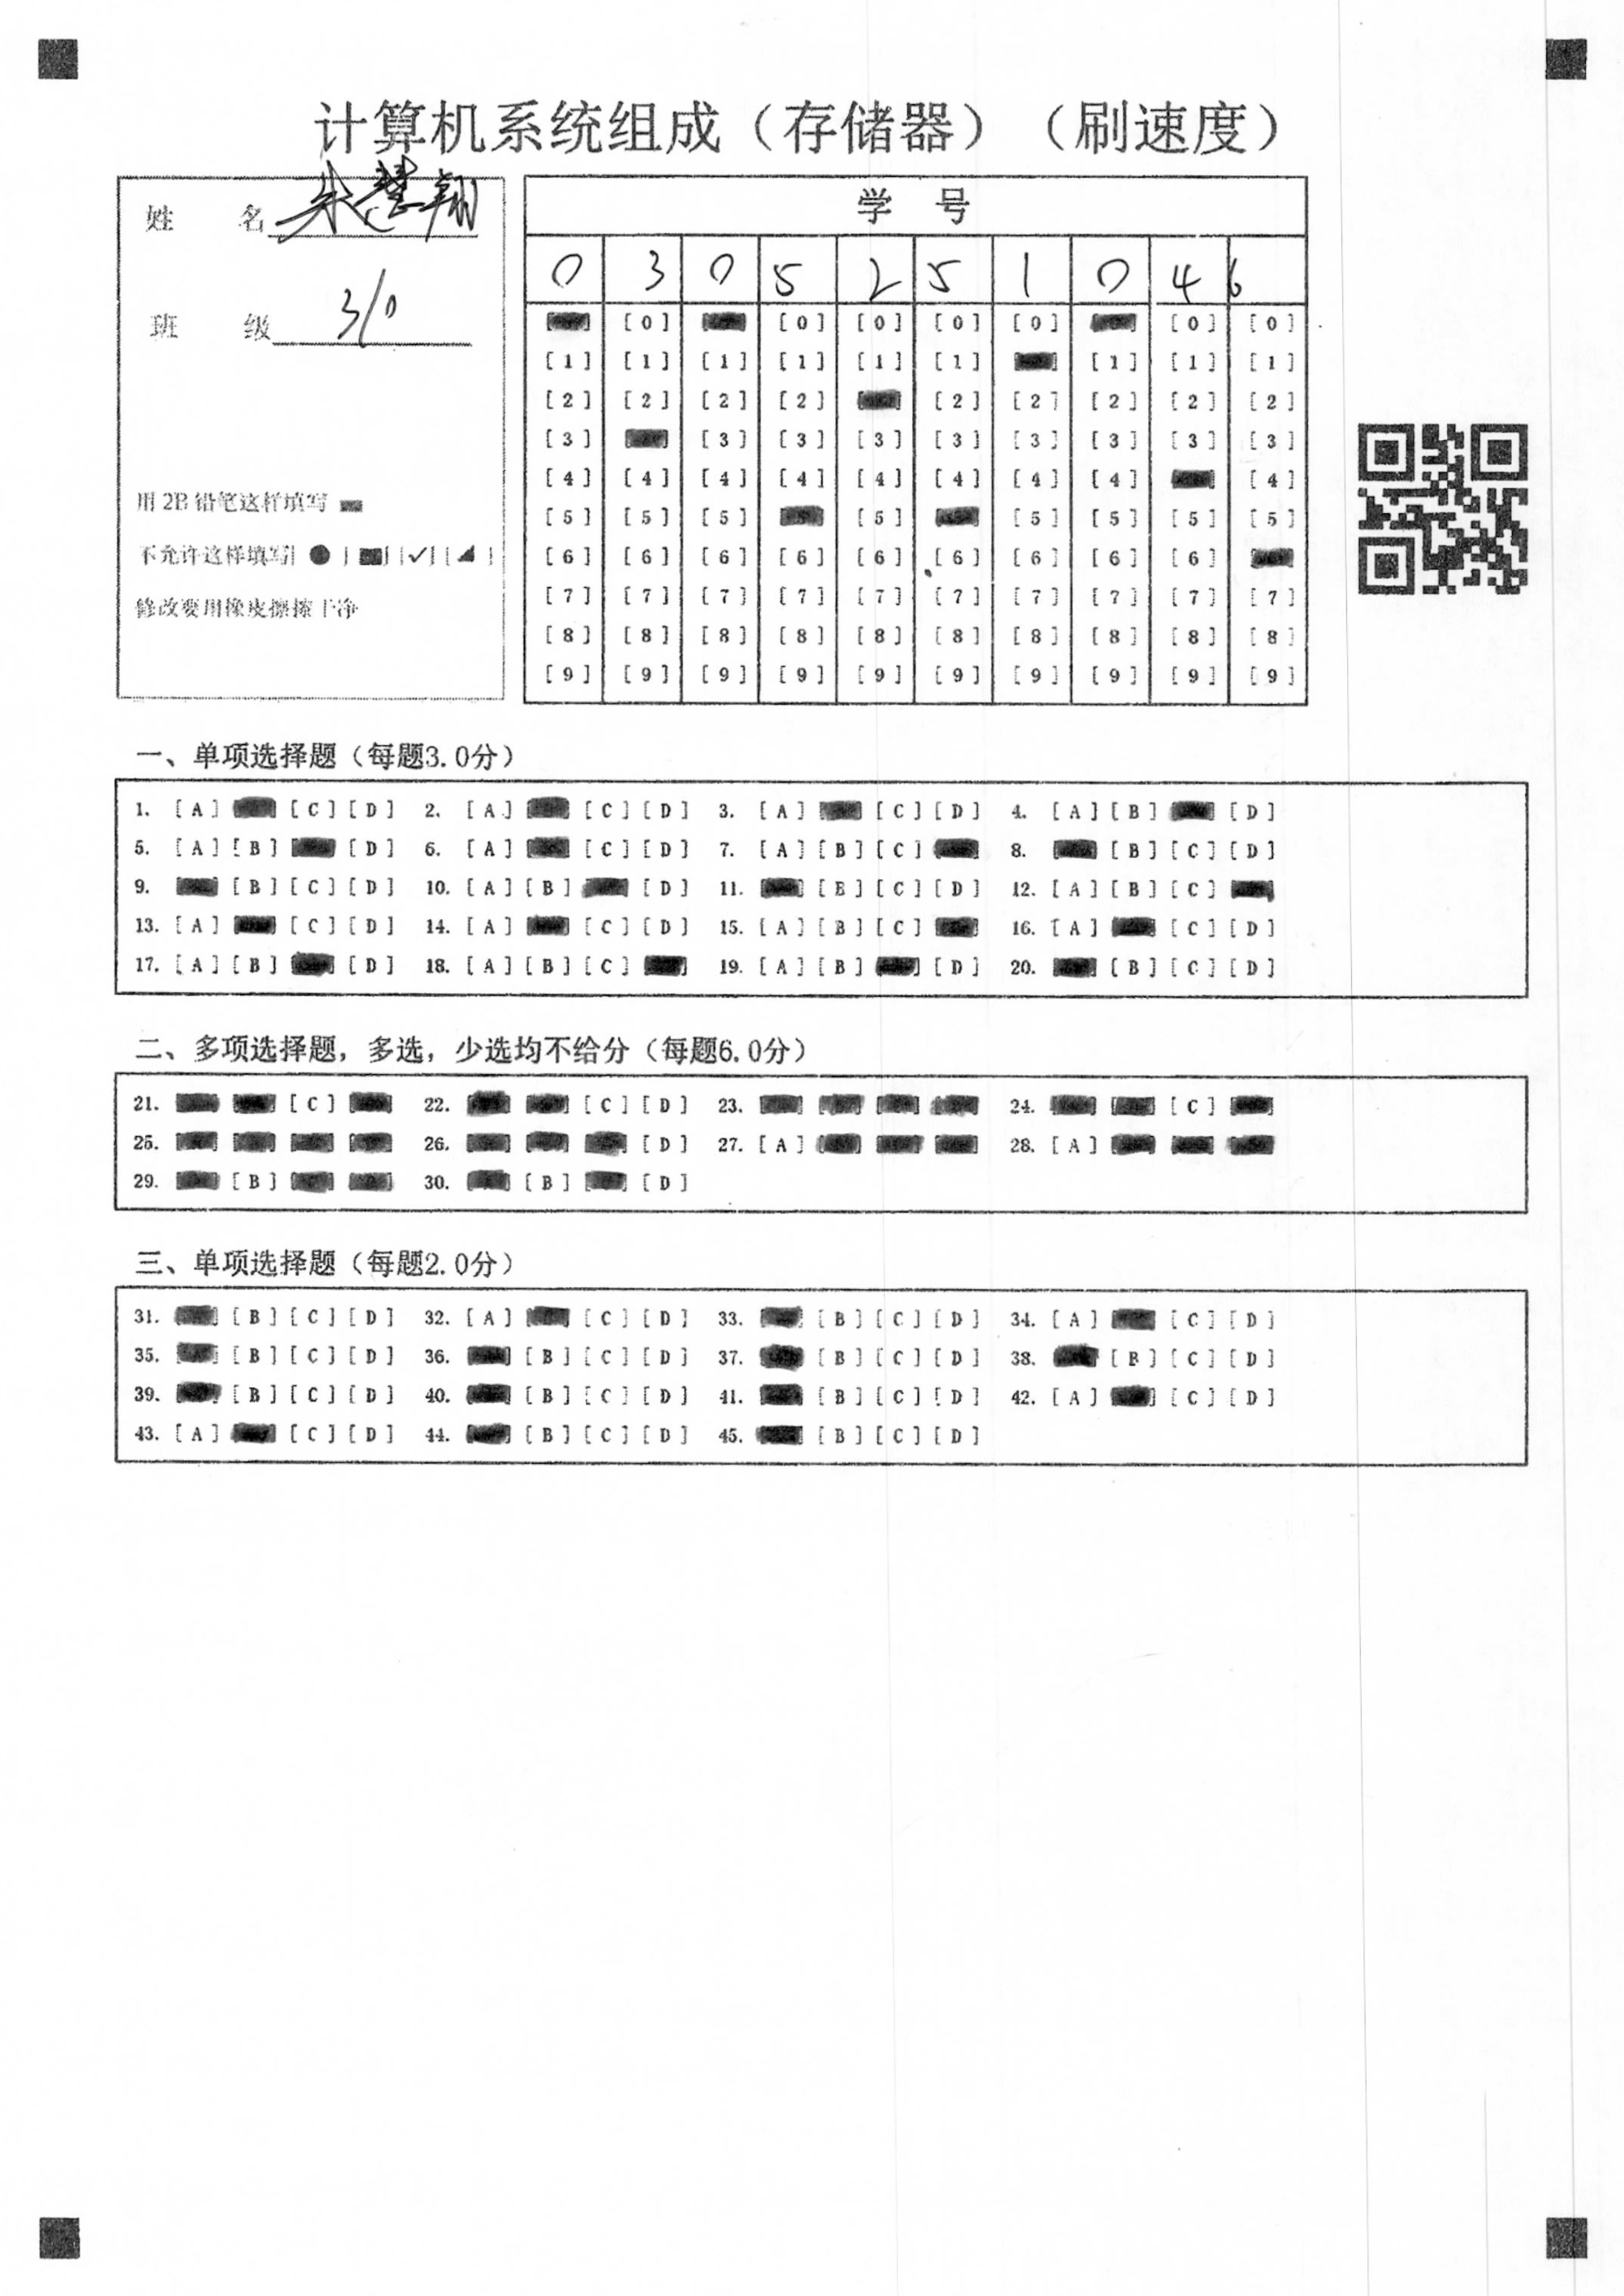 计算机系统组成（存储器）（刷速度）
姓 名 朱慧翔
班 级 310
用 2B 铅笔这样填写
不允许这样填写[ ● ] [■] [✓] [◢ ]
修改要用橡皮擦擦干净
学 号
0 3 0 5 2 5 1 0 4 6
[0] [0] [0] [0] [0] [0] [0]
[1] [1] [1] [1] [1] [1] [1] [1] [1]
[2] [2] [2] [2] [2] [2] [2] [2] [2]
[3] [3] [3] [3] [3] [3] [3] [3] [3]
[4] [4] [4] [4] [4] [4] [4] [4] [4]
[5] [5] [5] [5] [5] [5] [5] [5]
[6] [6] [6] [6] [6] [6] [6] [6] [6]
[7] [7] [7] [7] [7] [7] [7] [7] [7] [7]
[8] [8] [8] [8] [8] [8] [8] [8] [8] [8]
[9] [9] [9] [9] [9] [9] [9] [9] [9] [9]
一、单项选择题（每题3.0分）
1. [A] [C] [D] 2. [A] [C] [D] 3. [A] [C] [D] 4. [A] [B] [D]
5. [A] [B] [D] 6. [A] [C] [D] 7. [A] [B] [C] 8. [B] [C] [D]
9. [B] [C] [D] 10. [A] [B] [D] 11. [B] [C] [D] 12. [A] [B] [C]
13. [A] [C] [D] 14. [A] [C] [D] 15. [A] [B] [C] 16. [A] [C] [D]
17. [A] [B] [D] 18. [A] [B] [C] 19. [A] [B] [D] 20. [B] [C] [D]
二、多项选择题，多选，少选均不给分（每题6.0分）
21. [C] 22. [C] [D] 23. 24. [C]
25. 26. [D] 27. [A] 28. [A]
29. [B] 30. [B] [D]
三、单项选择题（每题2.0分）
31. [B] [C] [D] 32. [A] [C] [D] 33. [B] [C] [D] 34. [A] [C] [D]
35. [B] [C] [D] 36. [B] [C] [D] 37. [B] [C] [D] 38. [B] [C] [D]
39. [B] [C] [D] 40. [B] [C] [D] 41. [B] [C] [D] 42. [A] [C] [D]
43. [A] [C] [D] 44. [B] [C] [D] 45. [B] [C] [D]